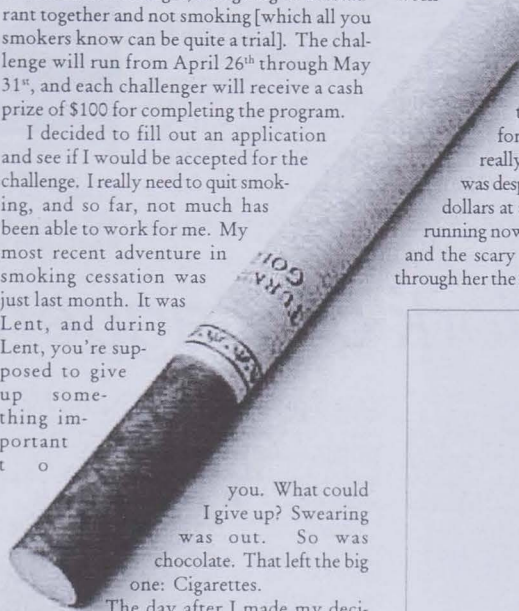 rant together and not smoking [which all you
smokers know can be quite a trial]. The chal-
lenge will run from April 26th through May
31st, and each challenger will receive a cash
prize of $100 for completing the program.
I decided to fill out an application
and see if I would be accepted for the
challenge. I really need to quit smok-
ing, and so far, not much has
been able to work for me. My
most recent adventure in
smoking cessation was
just last month. It was
Lent, and during
Lent, you're sup-
posed to give
up some-
thing im-
portant
t o
you. What could
I give up? Swearing
was out. So was
chocolate. That left the big
one: Cigarettes.
The day after I made my deci-
for
really
was desp
dollars at
running now
and the scary
through her the